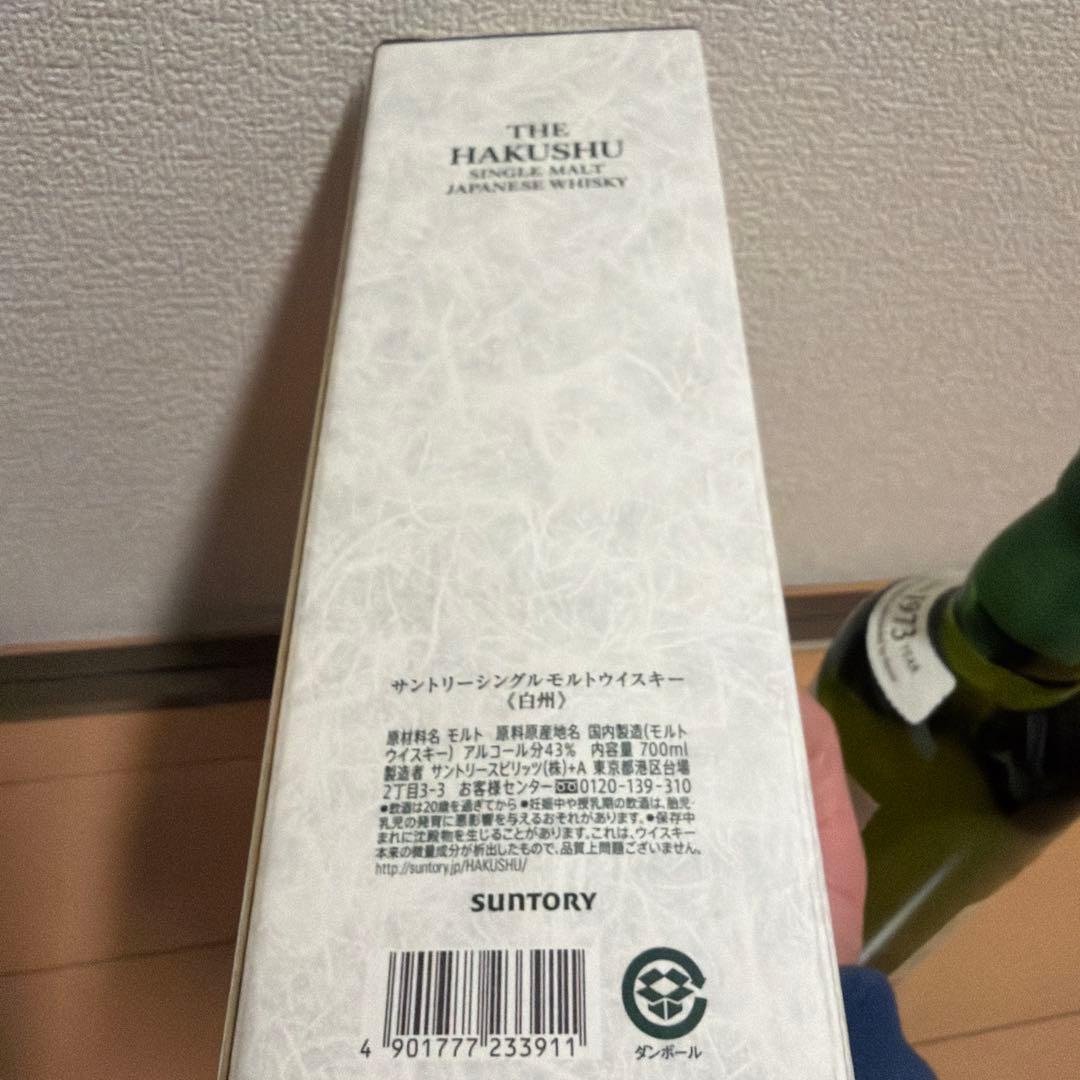 THE
HAKUSHU
SINGLE MALT
JAPANESE WHISKY
サントリーシングルモルトウイスキー
《白州》
原材料名 モルト 原料原産地名 国内製造(モルト
ウイスキー) アルコール分43% 内容量 700ml
製造者 サントリースピリッツ(株)+A 東京都港区台場
2丁目3-3 お客様センター 0120-139-310
●飲酒は20歳を過ぎてから ●妊娠中や授乳期の飲酒は、胎児・
乳児の発育に悪影響を与えるおそれがあります。●保存中
まれに沈殿物を生じることがあります。これは、ウイスキー
本来の微量成分が析出したもので、品質上問題ございません。
http://suntory.jp/HAKUSHU/
SUNTORY
4 901777 233911
ダンボール
1973
YEAR